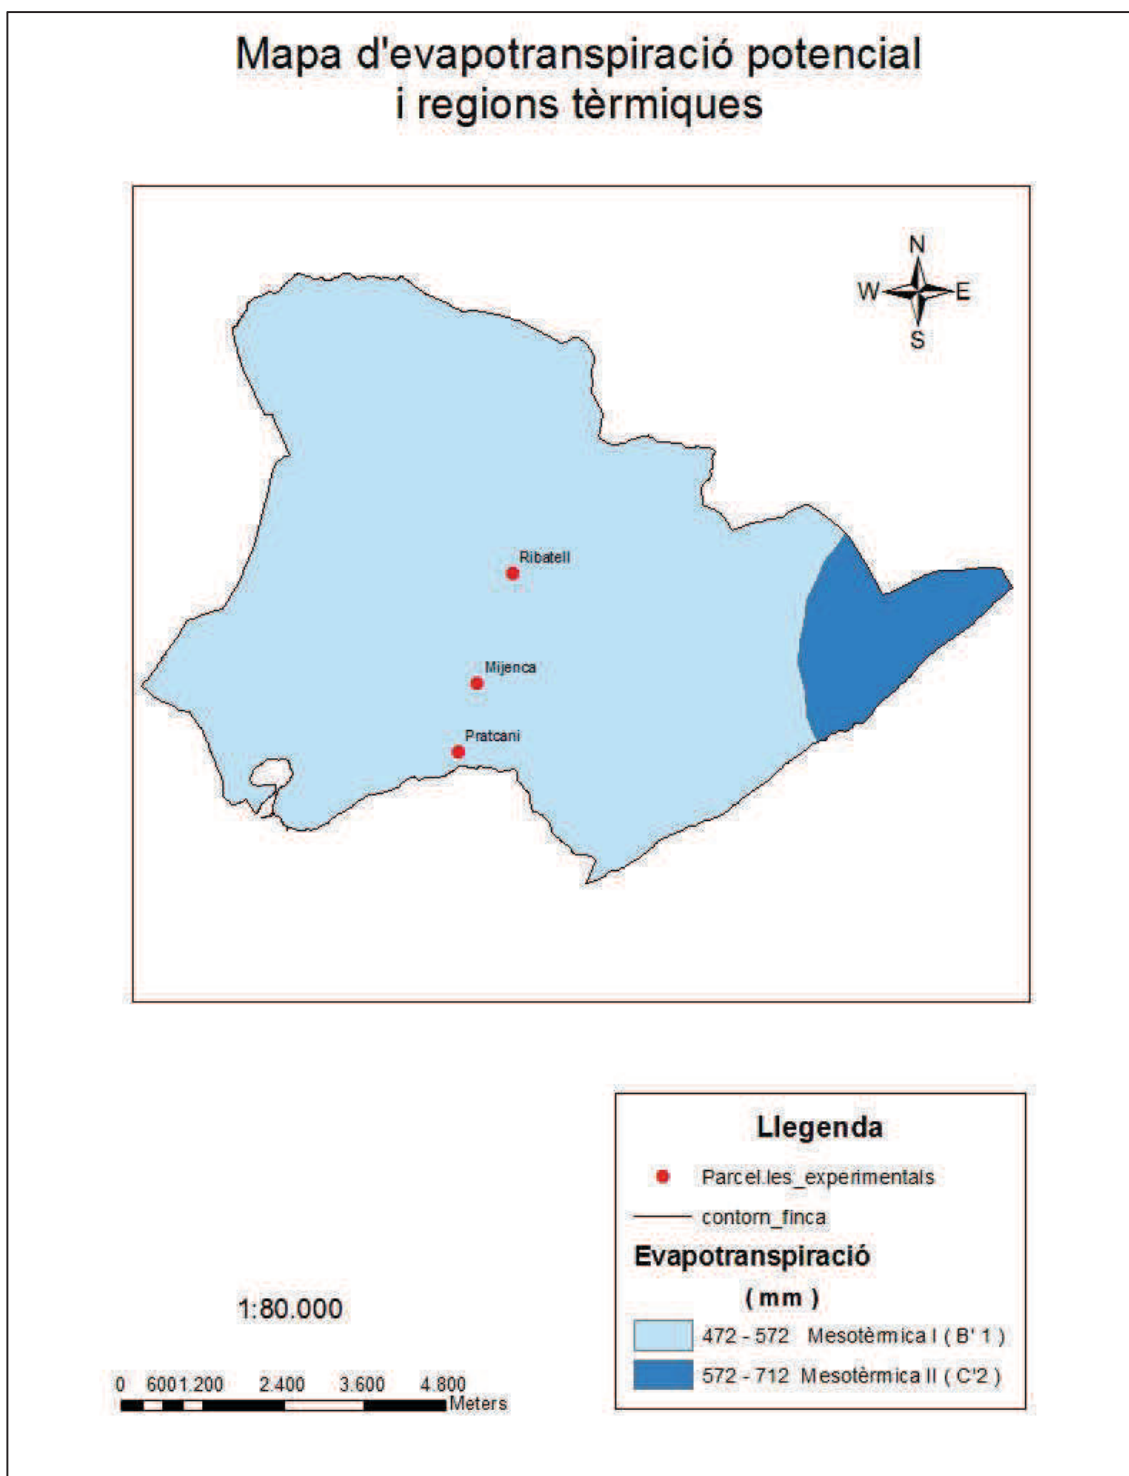 Mapa d'evapotranspiració potencial
i regions tèrmiques
N
W E
S
Ribatell
Mijenca
Pratcani
Llegenda
Parcel.les_experimentals
contorn_finca
Evapotranspiració
( mm )
472 - 572 Mesotèrmica I ( B' 1 )
572 - 712 Mesotèrmica II ( C'2 )
1:80.000
0 600 1.200 2.400 3.600 4.800
Meters